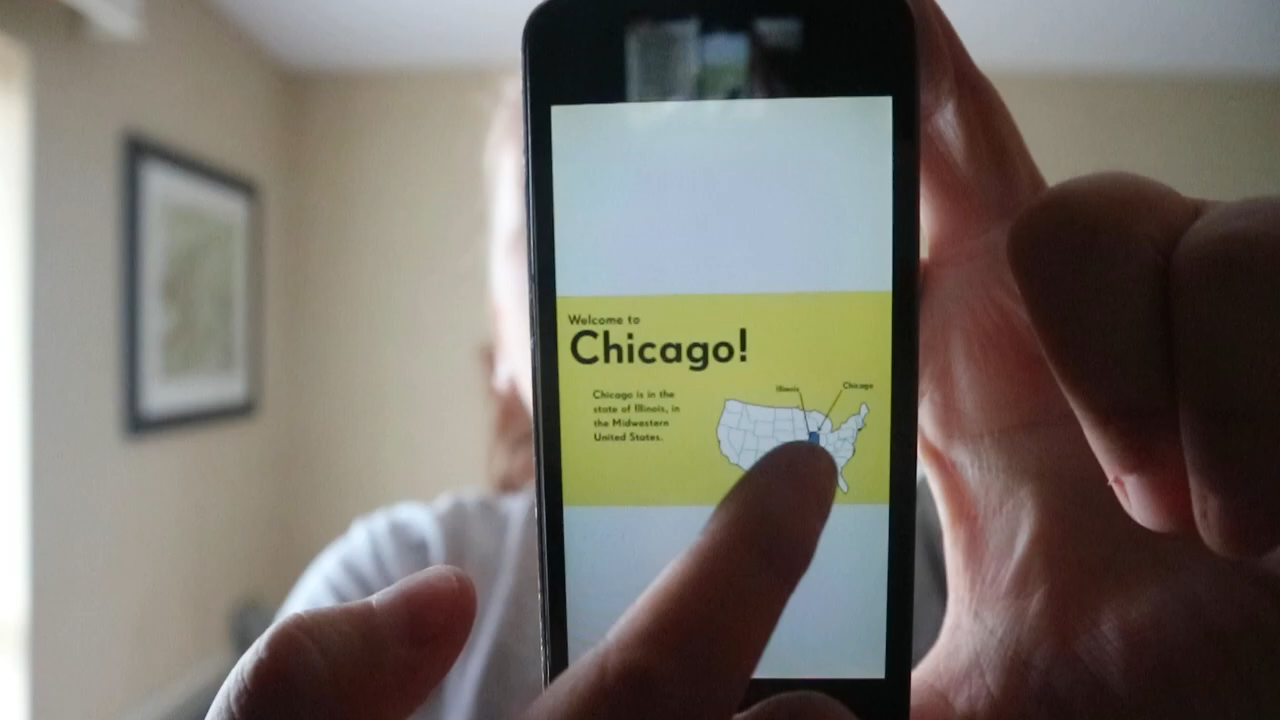 Welcome to
Chicago!
Illinois
Chicago
Chicago is in the
state of Illinois, in
the Midwestern
United States.